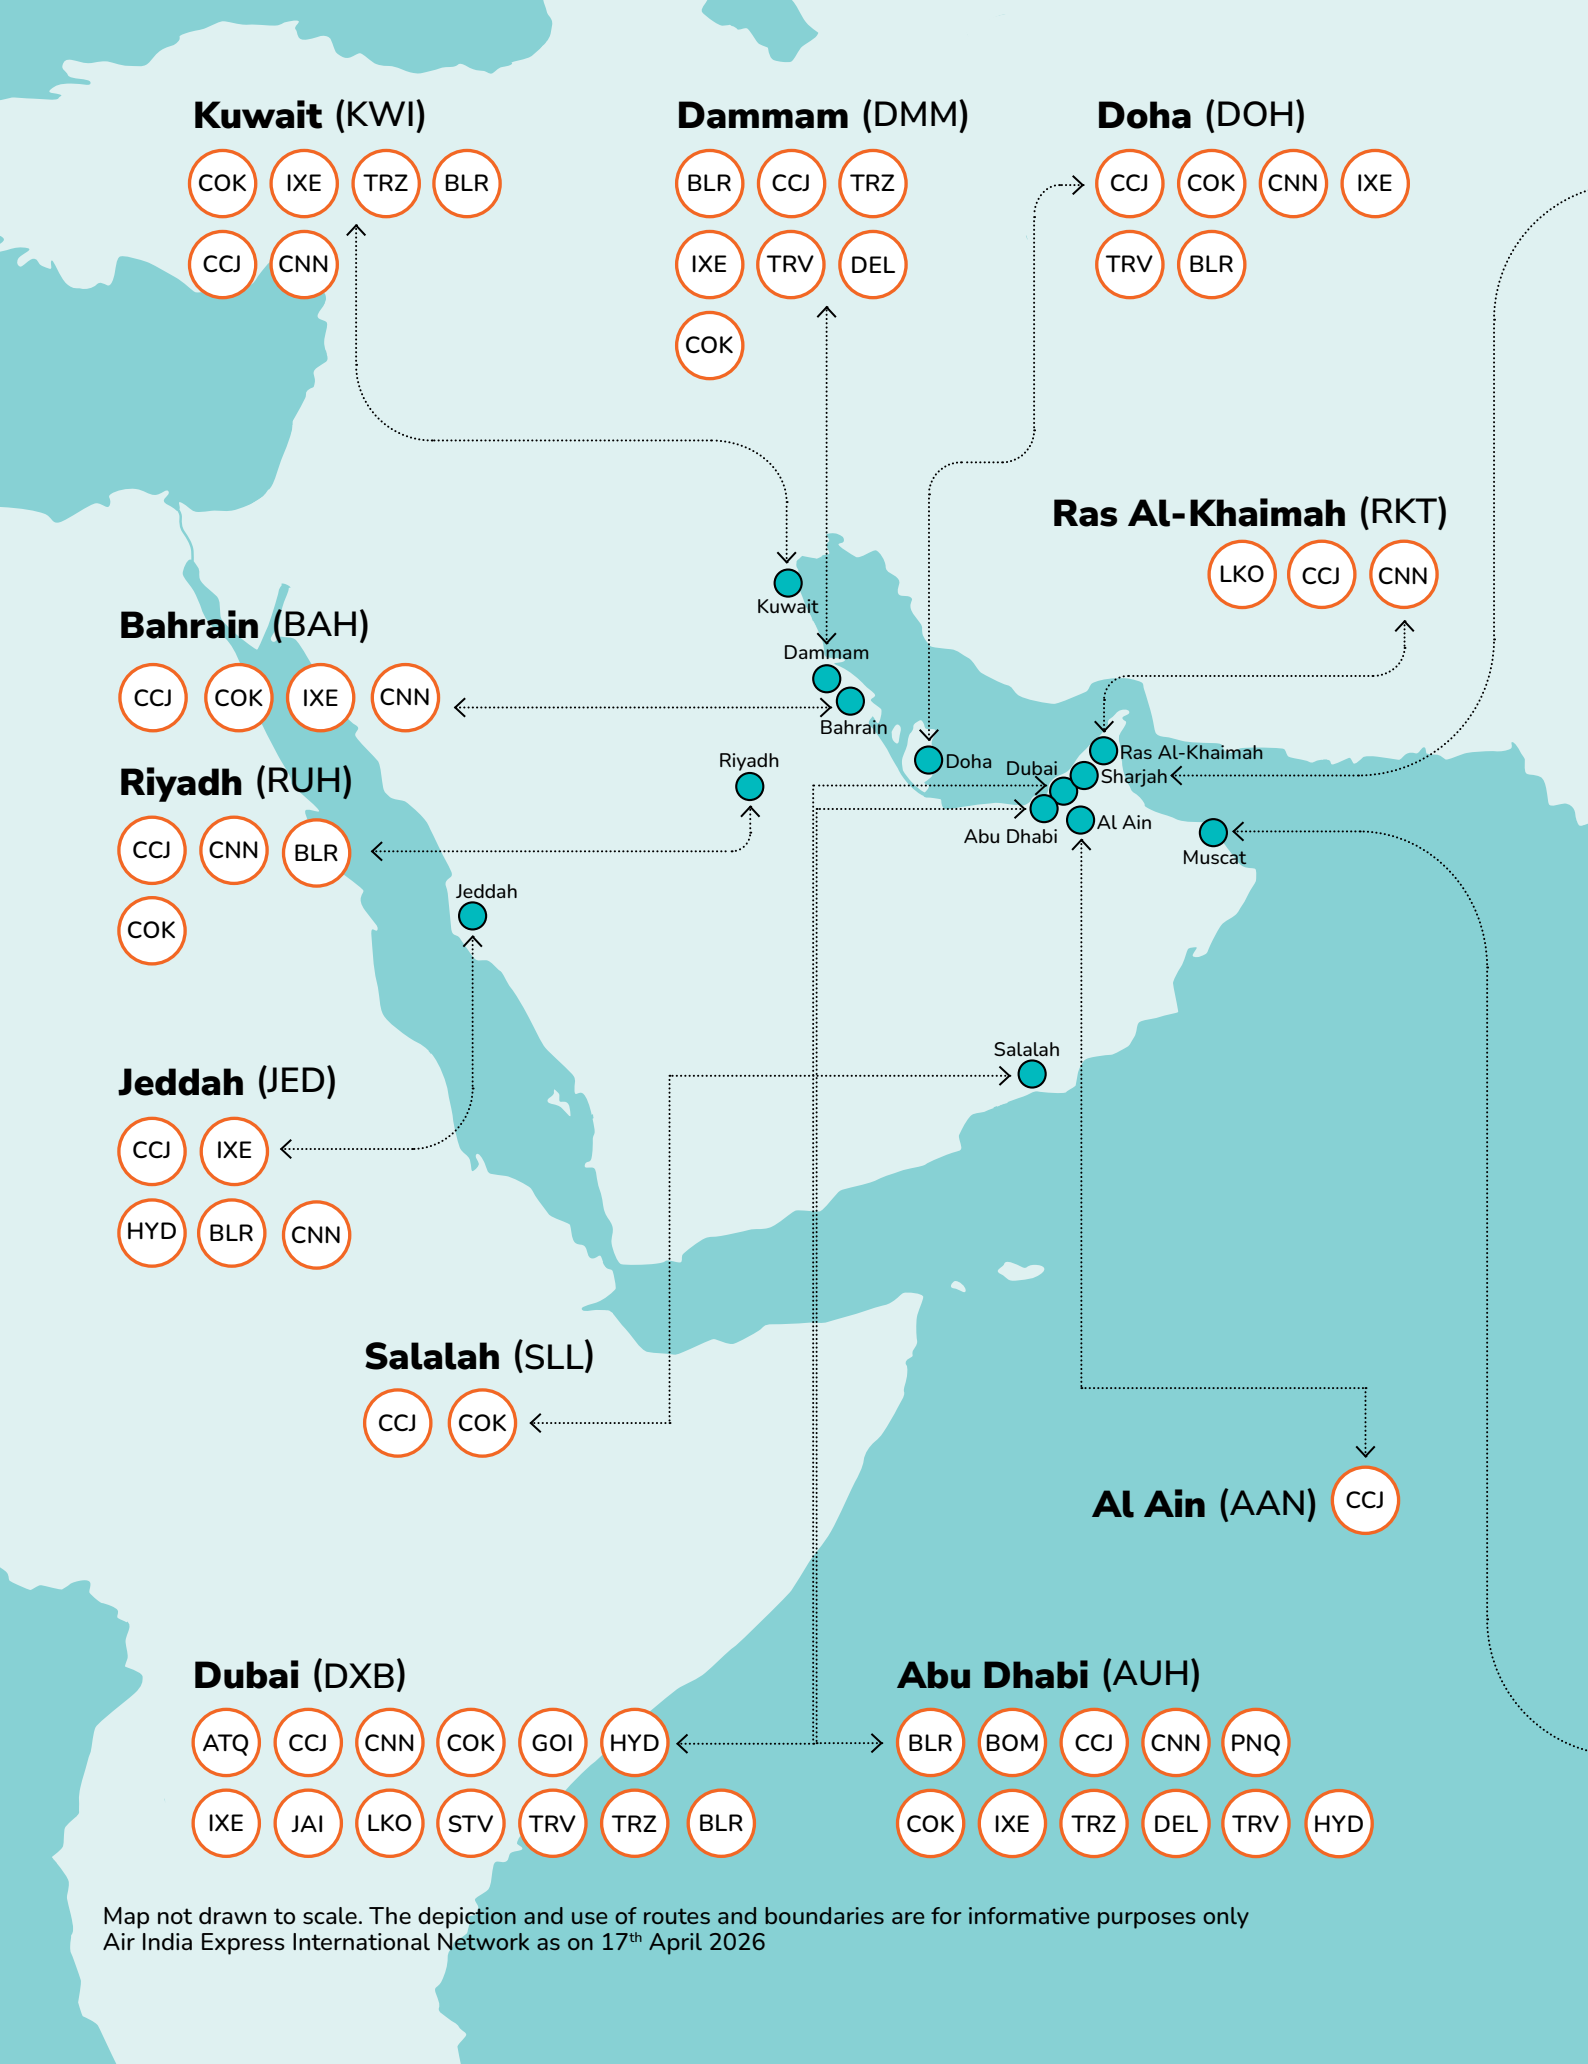 Kuwait (KWI)
COK IXE TRZ BLR
CCJ CNN
Dammam (DMM)
BLR CCJ TRZ
IXE TRV DEL
COK
Doha (DOH)
CCJ COK CNN IXE
TRV BLR
Ras Al-Khaimah (RKT)
LKO CCJ CNN
Kuwait
Dammam
Bahrain
Doha
Dubai
Ras Al-Khaimah
Sharjah
Abu Dhabi
Al Ain
Muscat
Riyadh
Jeddah
Salalah
Bahrain (BAH)
CCJ COK IXE CNN
Riyadh (RUH)
CCJ CNN BLR
COK
Jeddah (JED)
CCJ IXE
HYD BLR CNN
Salalah (SLL)
CCJ COK
Al Ain (AAN) CCJ
Dubai (DXB)
ATQ CCJ CNN COK GOI HYD
IXE JAI LKO STV TRV TRZ BLR
Abu Dhabi (AUH)
BLR BOM CCJ CNN PNQ
COK IXE TRZ DEL TRV HYD
Map not drawn to scale. The depiction and use of routes and boundaries are for informative purposes only
Air India Express International Network as on 17th April 2026